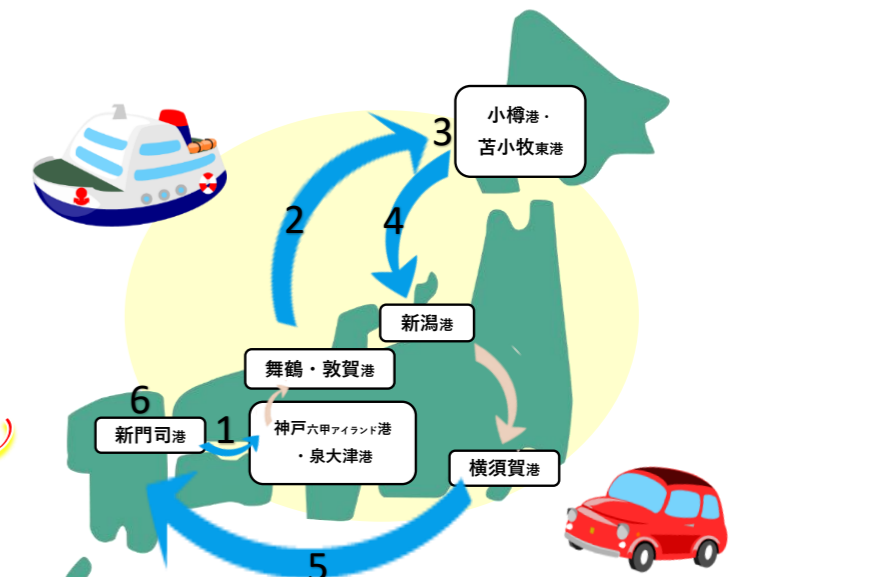 3
小樽港・
苫小牧東港
2
4
新潟港
舞鶴・敦賀港
6
新門司港
1
神戸六甲アイランド港
・泉大津港
横須賀港
5